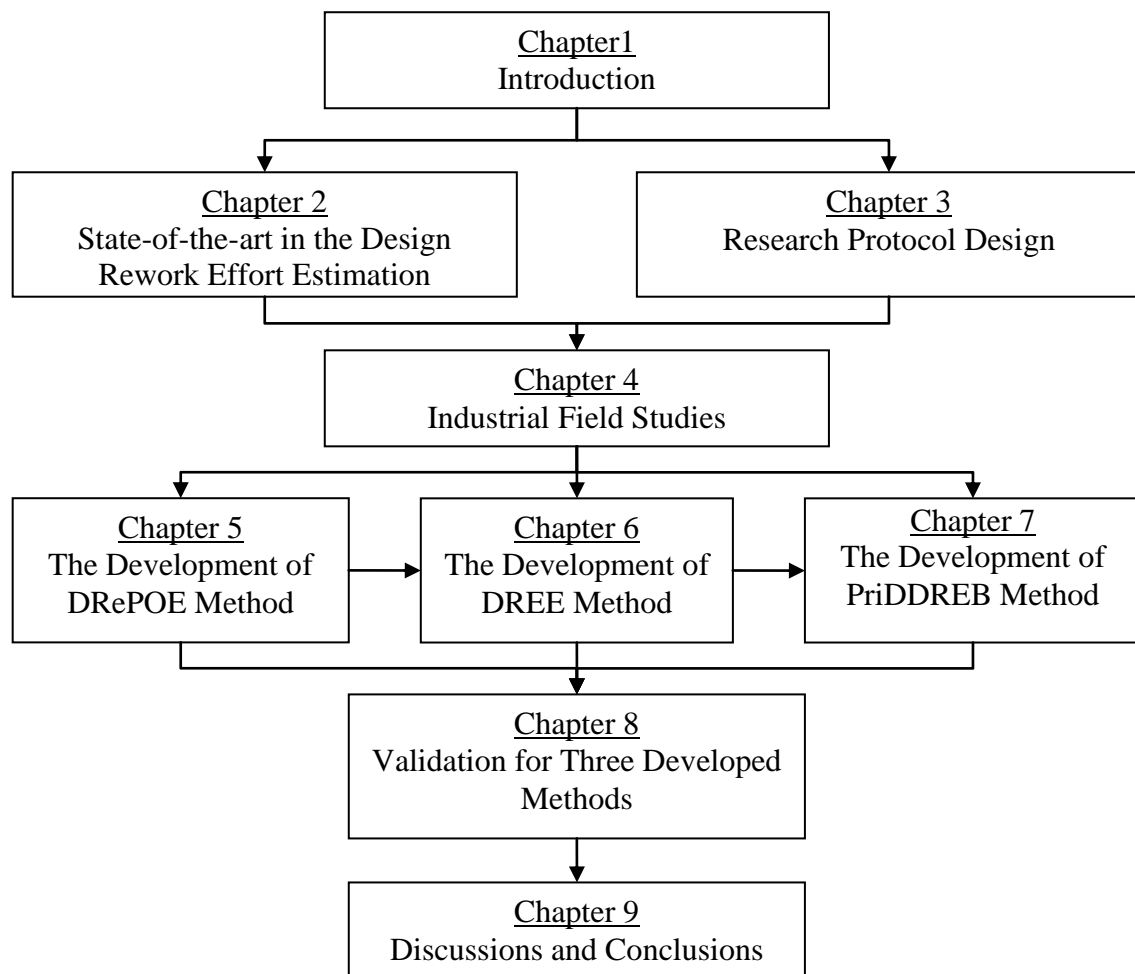 Chapter1
Introduction
Chapter 2
State-of-the-art in the Design
Rework Effort Estimation
Chapter 3
Research Protocol Design
Chapter 4
Industrial Field Studies
Chapter 5
The Development of
DRePOE Method
Chapter 6
The Development of
DREE Method
Chapter 7
The Development of
PriDDREB Method
Chapter 8
Validation for Three Developed
Methods
Chapter 9
Discussions and Conclusions